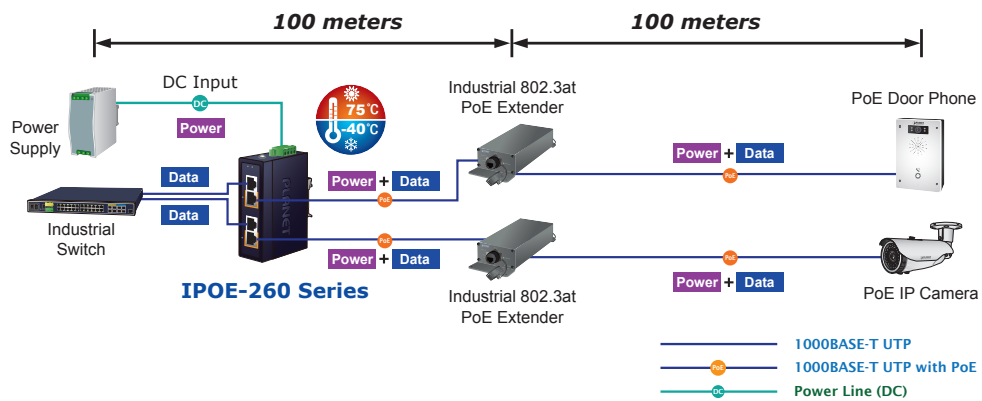 100 meters
100 meters
DC Input
DC
Power
Power
Supply
75°C
-40°C
Industrial 802.3at
PoE Extender
PoE Door Phone
Data
Data
Industrial
Switch
PLANET
Power + Data
PoE
PoE
Power + Data
IPOE-260 Series
Power + Data
PoE
PoE
Power + Data
Industrial 802.3at
PoE Extender
PoE IP Camera
1000BASE-T UTP
PoE
1000BASE-T UTP with PoE
DC
Power Line (DC)